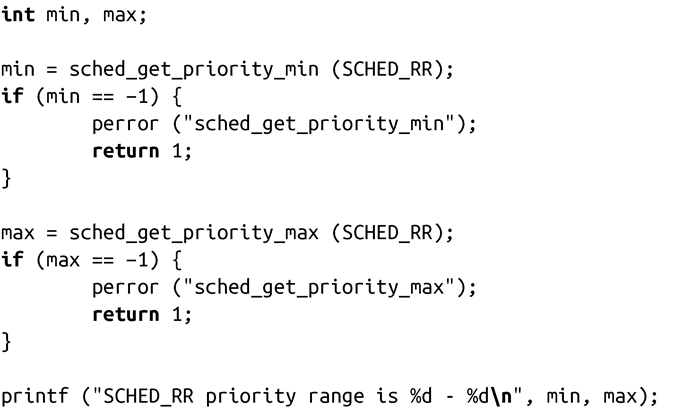 int min, max;

min = sched_get_priority_min (SCHED_RR);
if (min == −1) {
        perror ("sched_get_priority_min");
        return 1;
}

max = sched_get_priority_max (SCHED_RR);
if (max == −1) {
        perror ("sched_get_priority_max");
        return 1;
}

printf ("SCHED_RR priority range is %d - %d\n", min, max);